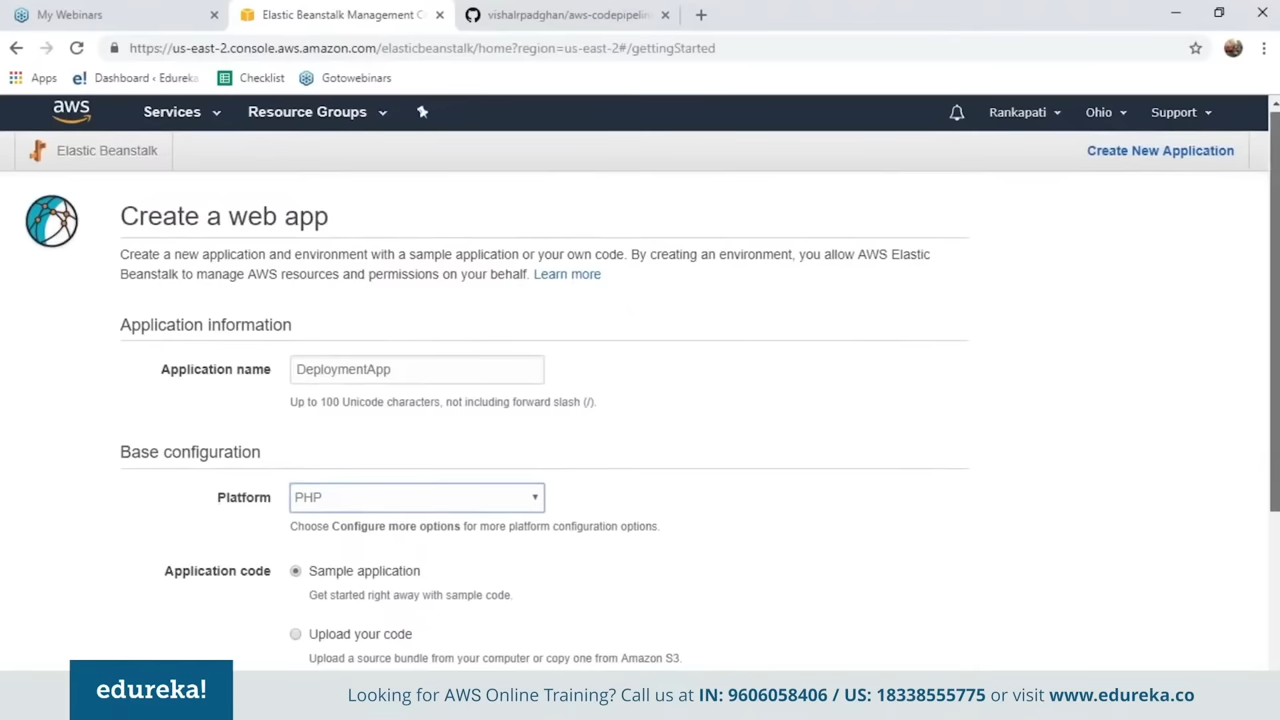 My Webinars
Elastic Beanstalk Management C
vishalrpadghan/aws-codepipelin
https://us-east-2.console.aws.amazon.com/elasticbeanstalk/home?region=us-east-2#/gettingStarted
Apps
e! Dashboard ‹ Edureka
Checklist
Gotowebinars
aws
Services
Resource Groups
Rankapati
Ohio
Support
Elastic Beanstalk
Create New Application
Create a web app
Create a new application and environment with a sample application or your own code. By creating an environment, you allow AWS Elastic
Beanstalk to manage AWS resources and permissions on your behalf. Learn more
Application information
Application name
DeploymentApp
Up to 100 Unicode characters, not including forward slash (/).
Base configuration
Platform
PHP
Choose Configure more options for more platform configuration options.
Application code
Sample application
Get started right away with sample code.
Upload your code
Upload a source bundle from your computer or copy one from Amazon S3.
edureka!
Looking for AWS Online Training? Call us at IN: 9606058406 / US: 18338555775 or visit www.edureka.co